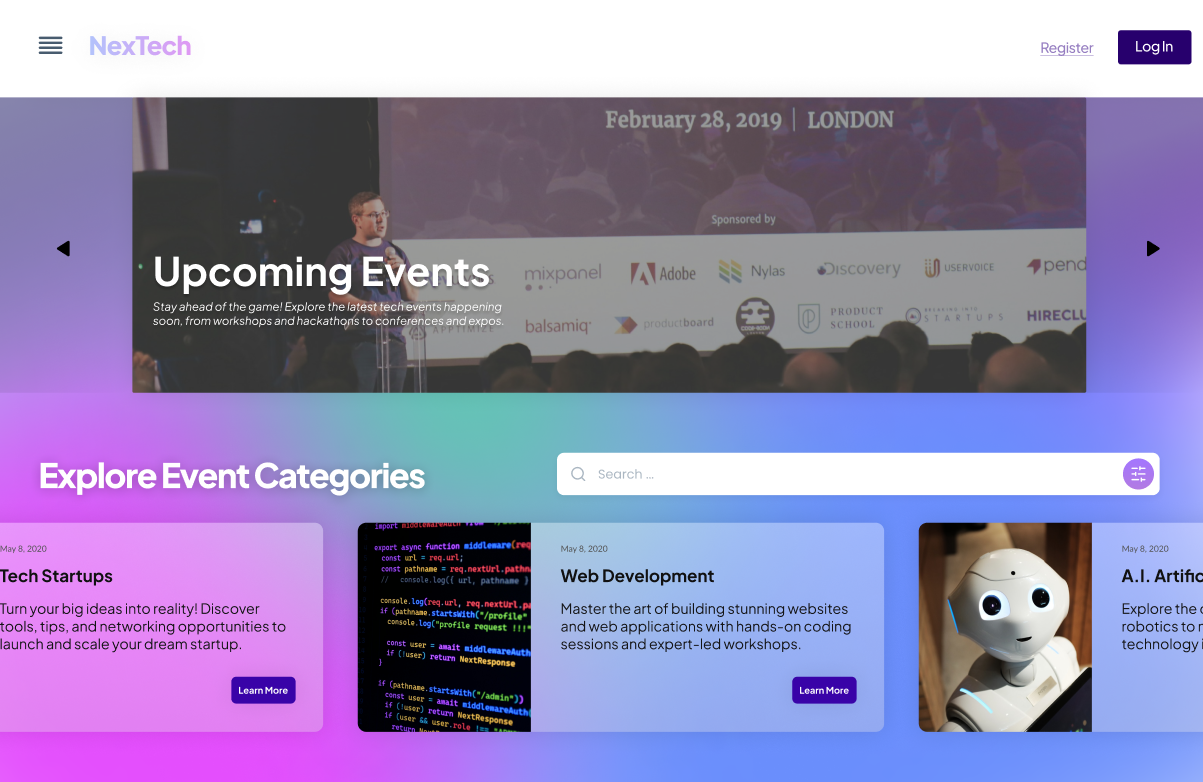 NexTech
Register
Log In
February 28, 2019 | LONDON
Sponsored by
mixpanel
Adobe
Nylas
Discovery
USERVOICE
pend
Upcoming Events
Stay ahead of the game! Explore the latest tech events happening
soon, from workshops and hackathons to conferences and expos.
balsamiq
productboard
PRODUCT
SCHOOL
BREAKING INTO
STARTUPS
HIRECLU
Explore Event Categories
Search ...
May 8, 2020
Tech Startups
Turn your big ideas into reality! Discover
tools, tips, and networking opportunities to
launch and scale your dream startup.
Learn More
import middlewareAuth from
export async function middleware(req
const url = req.url;
const pathname = req.nextUrl.pathna
// console.log({ url, pathname }
console.log(req.url, req.nextUrl.pa
if (pathname.startsWith("/profile"
console.log("profile request !!!"
const user = await middlewareAuth
if (!user) return NextResponse
}
if (pathname.startsWith("/admin"))
const user = await middlewareAuth(
if (!user) return NextResponse
if (user && user.role !==
return NextResponse
May 8, 2020
Web Development
Master the art of building stunning websites
and web applications with hands-on coding
sessions and expert-led workshops.
Learn More
May 8, 2020
A.I. Artific
Explore the
robotics to
technology